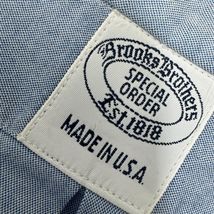 Brooks Brothers
SPECIAL
ORDER
Est. 1818
MADE IN U.S.A.